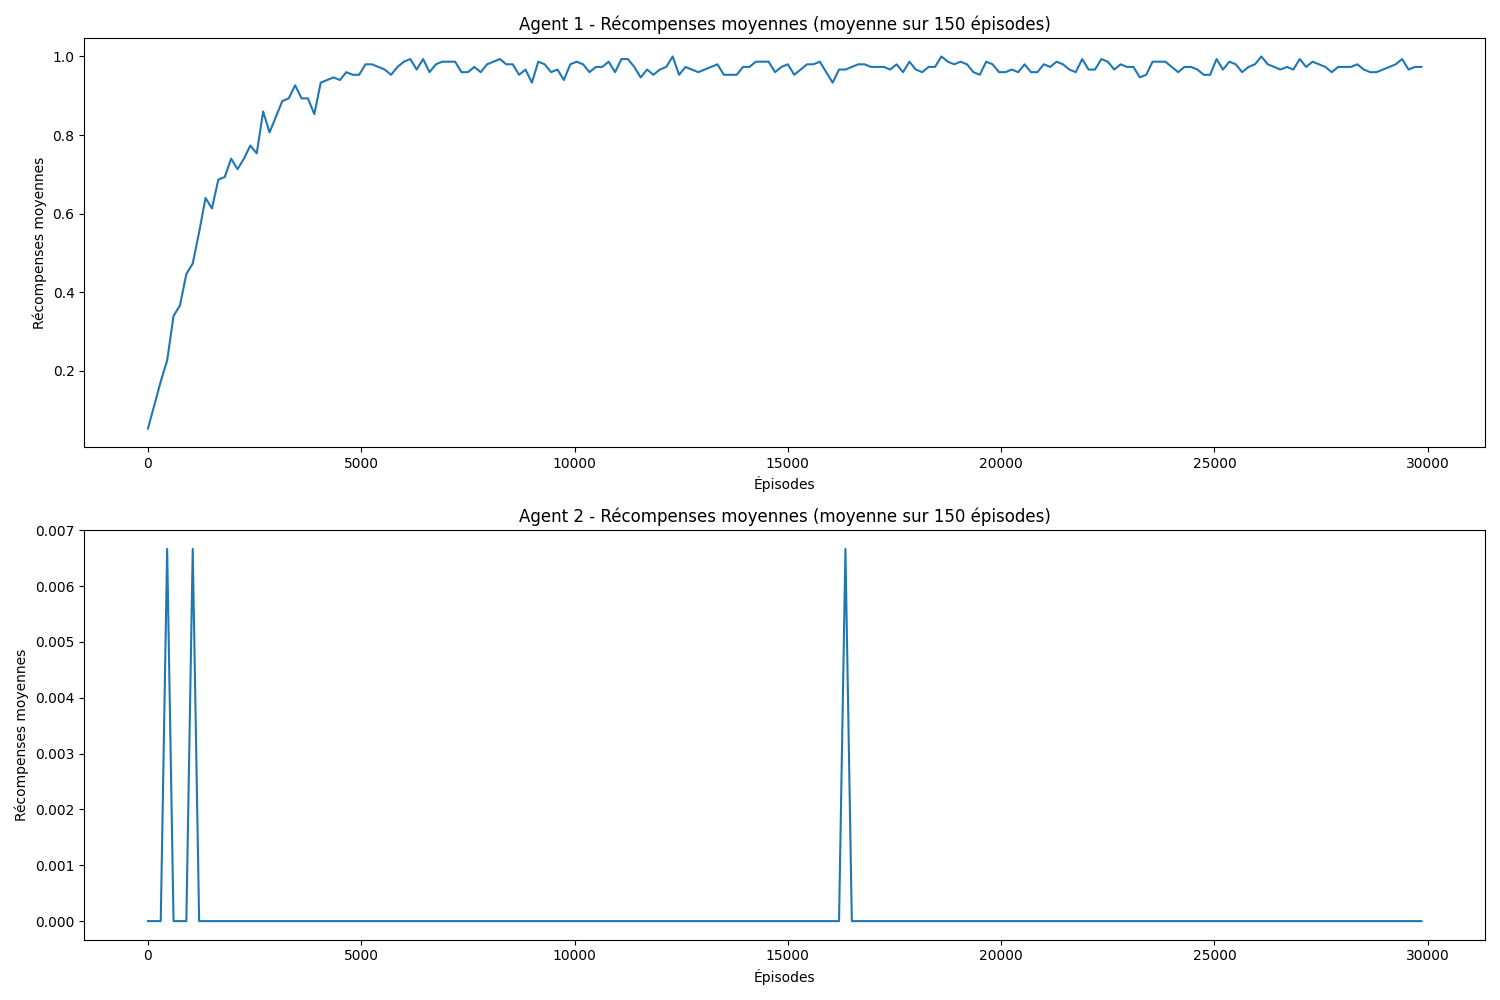 Agent 1 - Récompenses moyennes (moyenne sur 150 épisodes)
1.0
0.8
0.6
0.4
0.2
Récompenses moyennes
0 5000 10000 15000 20000 25000 30000
Épisodes
Agent 2 - Récompenses moyennes (moyenne sur 150 épisodes)
0.007
0.006
0.005
0.004
0.003
0.002
0.001
0.000
Récompenses moyennes
0 5000 10000 15000 20000 25000 30000
Épisodes